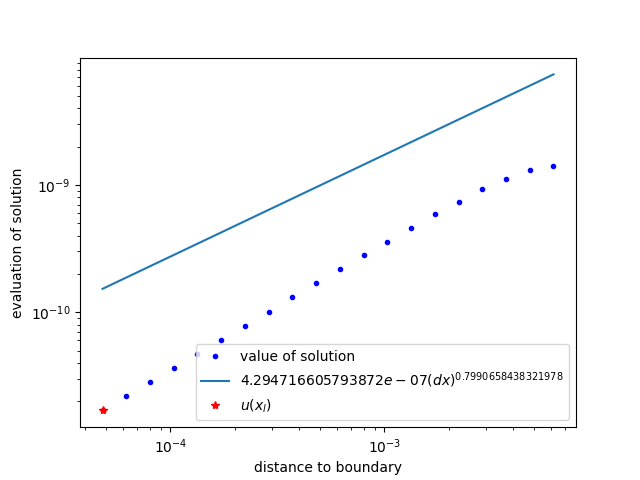 evaluation of solution
10⁻⁹
10⁻¹⁰
value of solution
4.294716605793872e − 07(dx)^0.7990658438321978
u(x_l)
10⁻⁴
10⁻³
distance to boundary